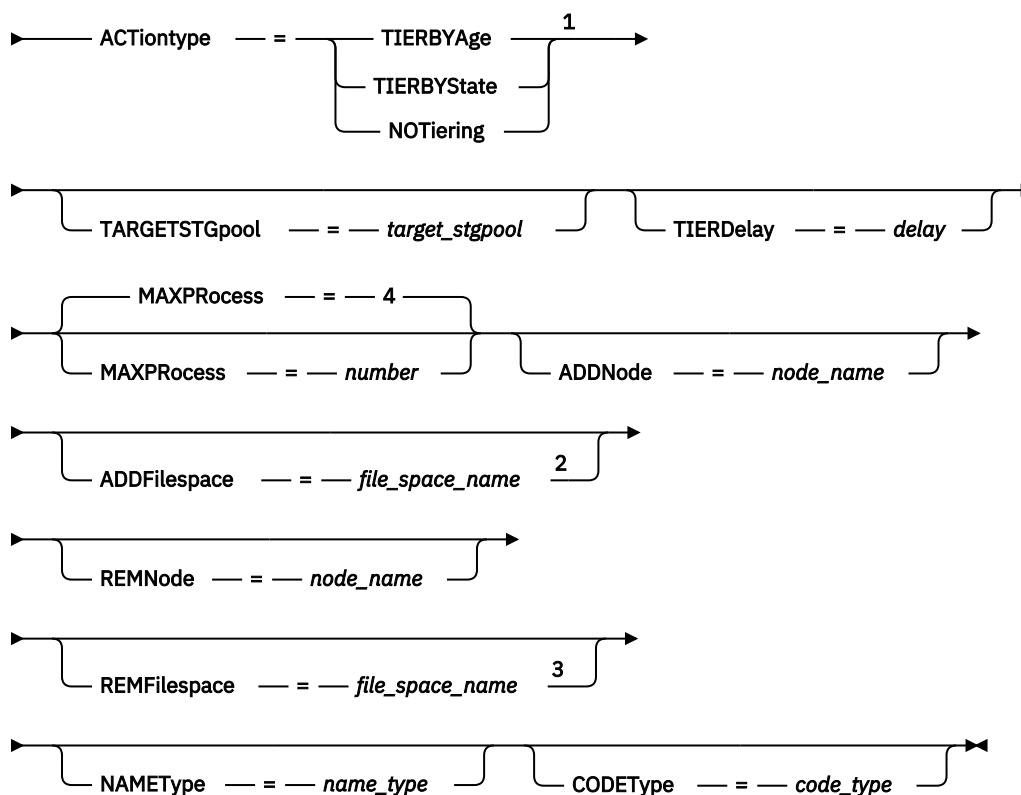 ACTiontype = TIERBYAge 1
TIERBYState
NOTiering
TARGETSTGpool = target_stgpool TIERDelay = delay
MAXPRocess = 4
MAXPRocess = number ADDNode = node_name
ADDFilespace = file_space_name 2
REMNode = node_name
REMFilespace = file_space_name 3
NAMEType = name_type CODEType = code_type